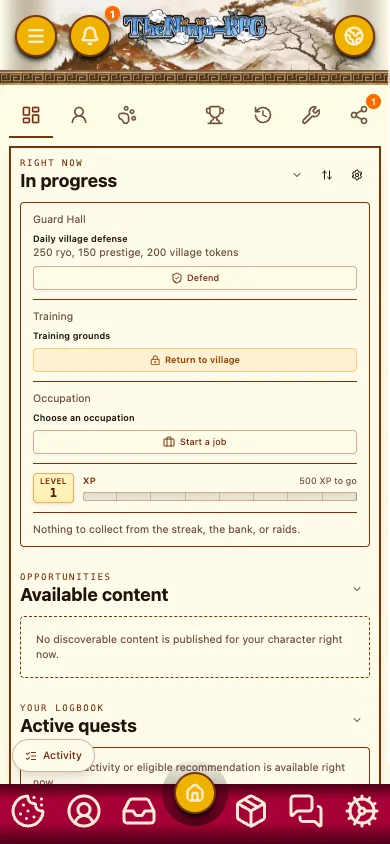 1
TheNinja-RPG
1
RIGHT NOW
In progress
Guard Hall
Daily village defense
250 ryo, 150 prestige, 200 village tokens
Defend
Training
Training grounds
Return to village
Occupation
Choose an occupation
Start a job
LEVEL
1
XP
500 XP to go
Nothing to collect from the streak, the bank, or raids.
OPPORTUNITIES
Available content
No discoverable content is published for your character right
now.
YOUR LOGBOOK
Active quests
Activity
activity or eligible recommendation is available right
now.